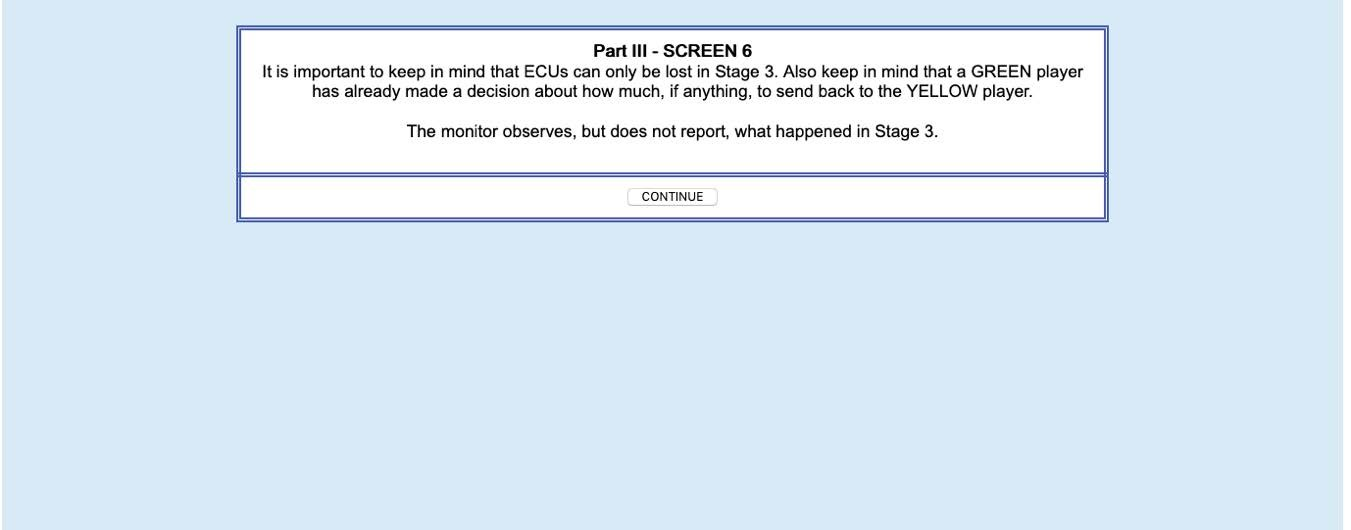 Part III - SCREEN 6
It is important to keep in mind that ECUs can only be lost in Stage 3. Also keep in mind that a GREEN player
has already made a decision about how much, if anything, to send back to the YELLOW player.
The monitor observes, but does not report, what happened in Stage 3.
CONTINUE